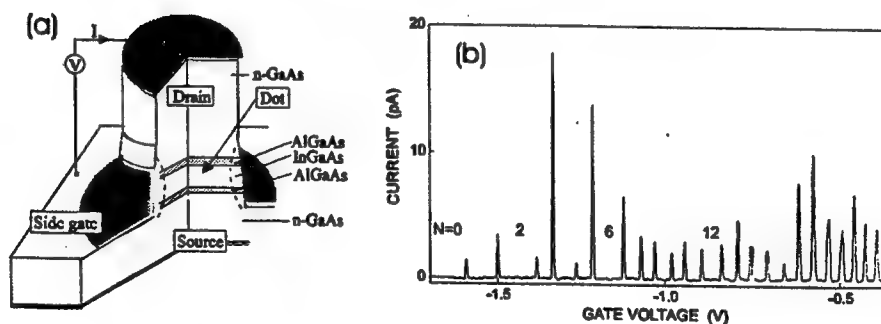 (a)
I
V
n-GaAs
Drain
Dot
AlGaAs
InGaAs
AlGaAs
Side gate
n-GaAs
Source
(b)
CURRENT (pA)
20
10
0
N=0 2 6 12
-1.5 -1.0 -0.5
GATE VOLTAGE (V)